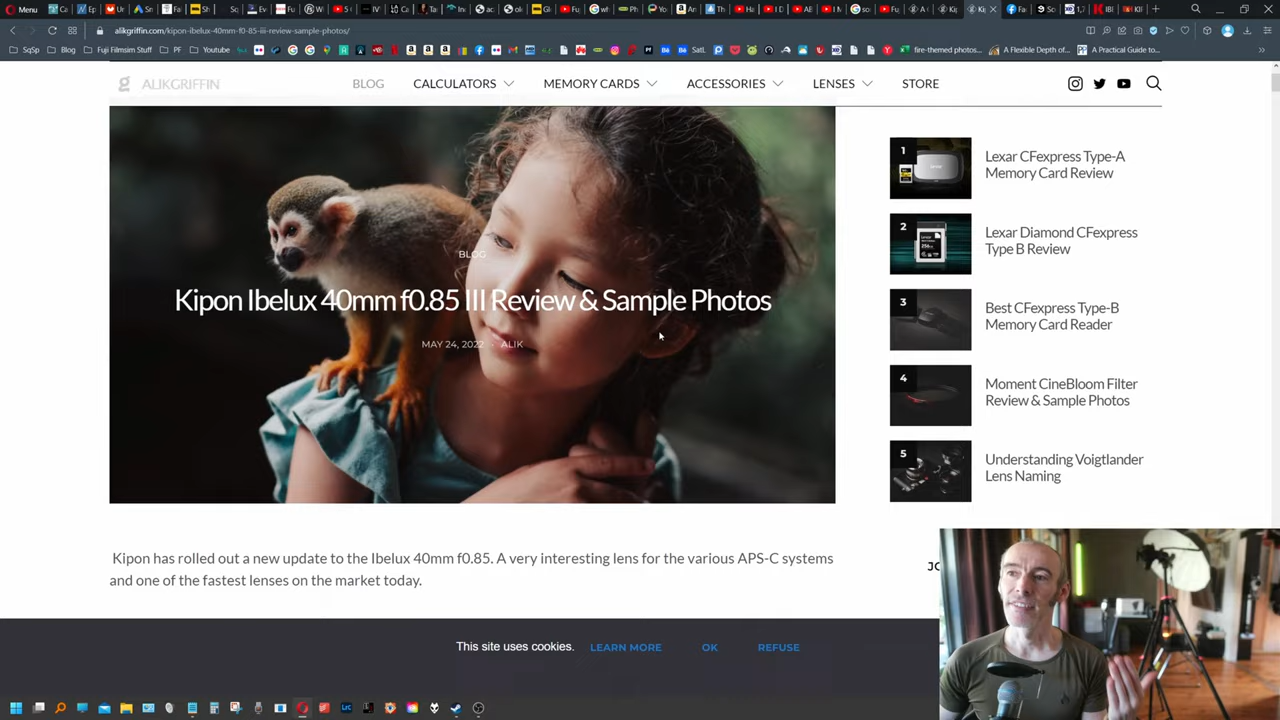 Menu
alikgriffin.com/kipon-ibelux-40mm-f0-85-iii-review-sample-photos/
SqSp
Blog
Fuji Filmsim Stuff
PF
Youtube
fire-themed photos...
A Flexible Depth of...
A Practical Guide to...
g ALIKGRIFFIN
BLOG
CALCULATORS
MEMORY CARDS
ACCESSORIES
LENSES
STORE
BLOG
Kipon Ibelux 40mm f0.85 III Review & Sample Photos
MAY 24, 2022 · ALIK
1
Lexar CFexpress Type-A
Memory Card Review
2
Lexar Diamond CFexpress
Type B Review
3
Best CFexpress Type-B
Memory Card Reader
4
Moment CineBloom Filter
Review & Sample Photos
5
Understanding Voigtlander
Lens Naming
Kipon has rolled out a new update to the Ibelux 40mm f0.85. A very interesting lens for the various APS-C systems
and one of the fastest lenses on the market today.
This site uses cookies.
LEARN MORE
OK
REFUSE